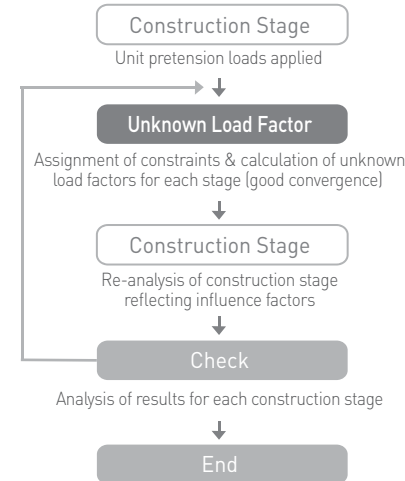 Construction Stage
Unit pretension loads applied
Unknown Load Factor
Assignment of constraints & calculation of unknown
load factors for each stage (good convergence)
Construction Stage
Re-analysis of construction stage
reflecting influence factors
Check
Analysis of results for each construction stage
End